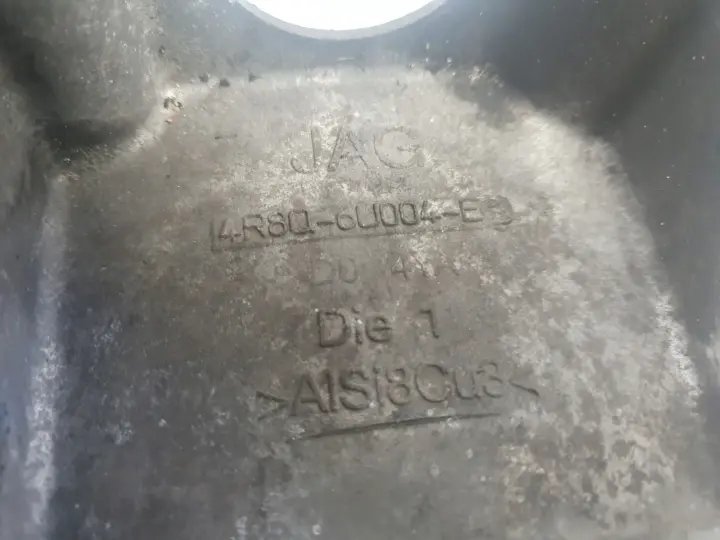 JAG
4R8Q-6U004-E
Die 1
>AlSi8Cu3<